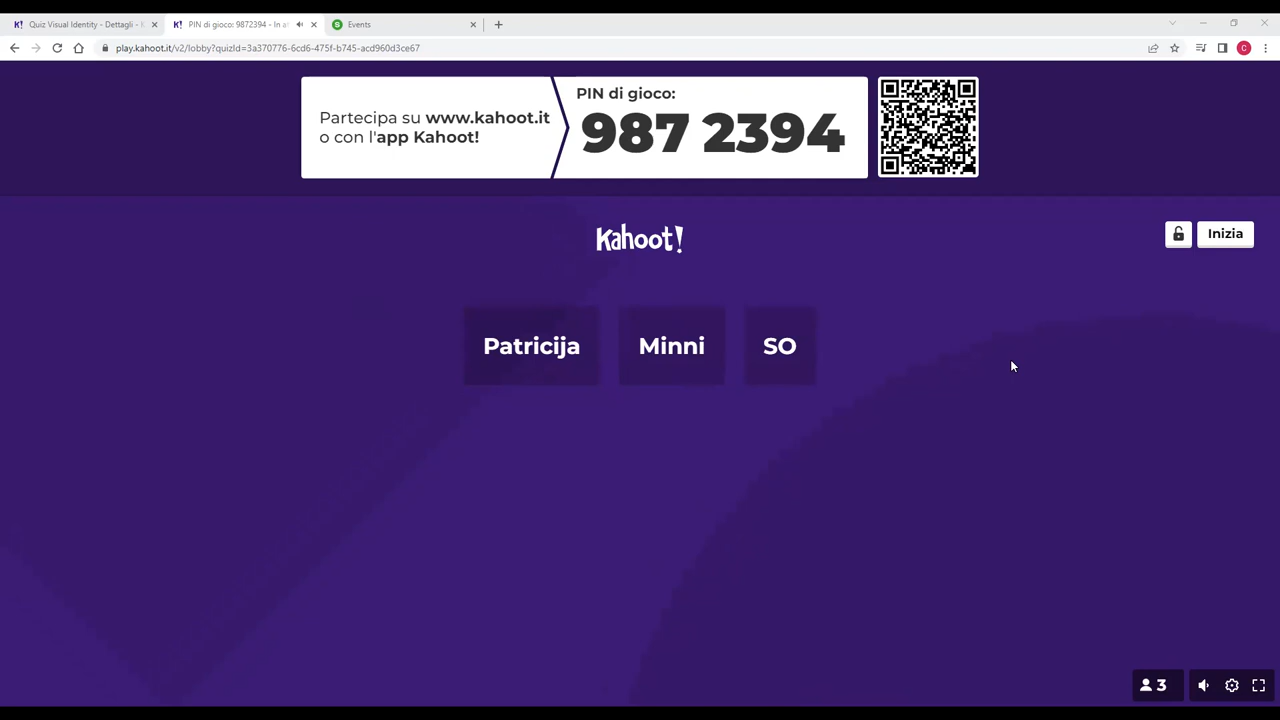 Quiz Visual Identity - Dettagli - K
PIN di gioco: 9872394 - In at
Events
play.kahoot.it/v2/lobby?quizId=3a370776-6cd6-475f-b745-acd960d3ce67
C
Partecipa su www.kahoot.it
o con l'app Kahoot!
PIN di gioco:
987 2394
Kahoot!
Inizia
Patricija
Minni
SO
3